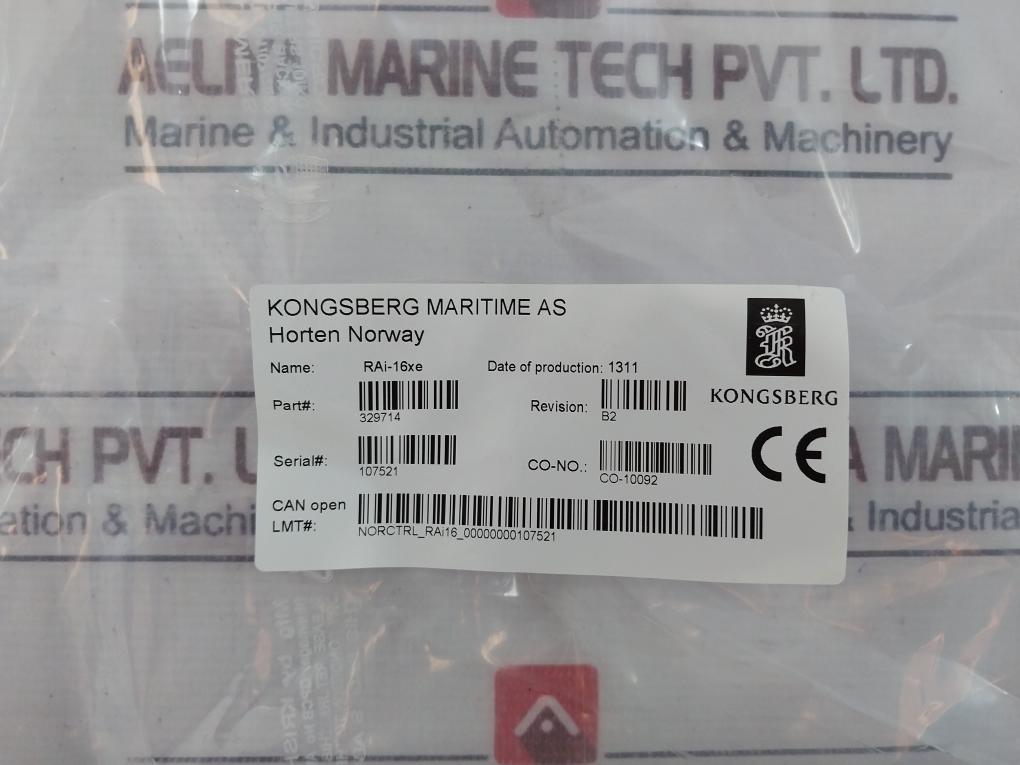 AELI MARINE TECH PVT. LTD.
Marine & Industrial Automation & Machinery
KONGSBERG MARITIME AS
Horten Norway
Name: RAi-16xe Date of production: 1311
Part#: 329714 Revision: B2
KONGSBERG
Serial#: 107521 CO-NO.: CO-10092
CE
CAN open
LMT#: NORCTRL_RAi16_00000000107521
CH PVT. L
ation & Machi
A MARI
& Industria